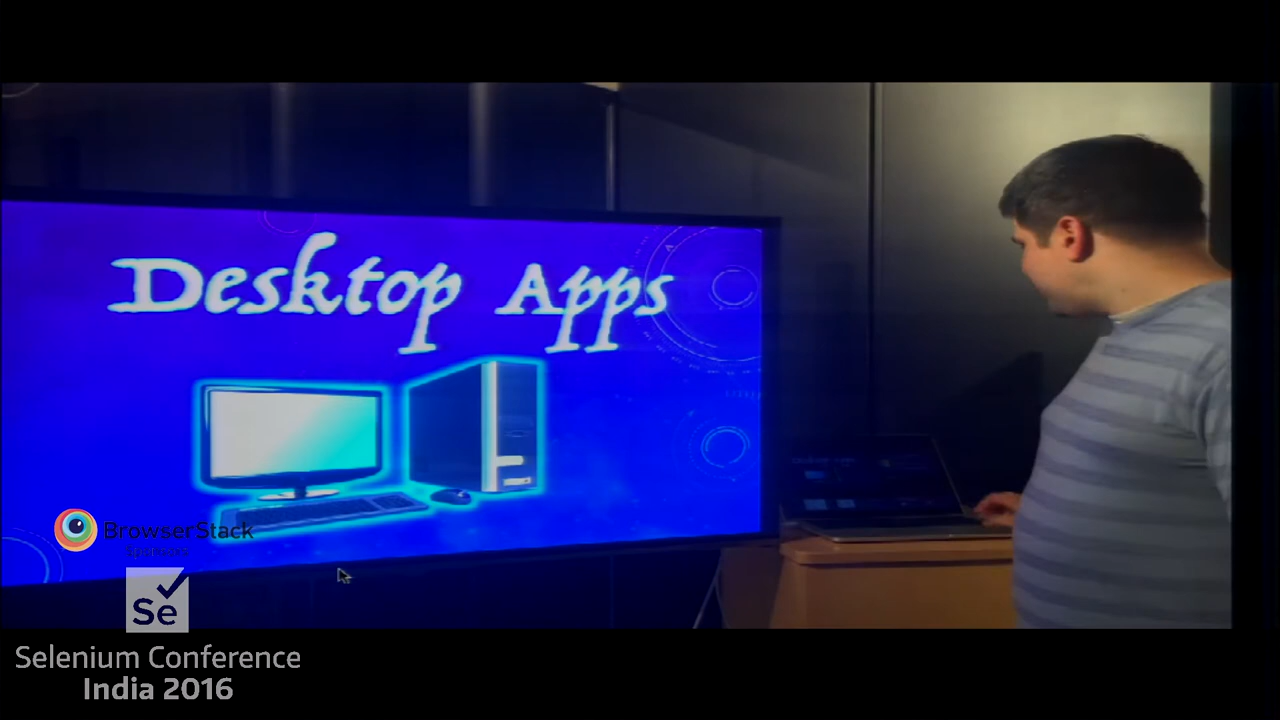 Desktop Apps
BrowserStack
Se
Selenium Conference
India 2016